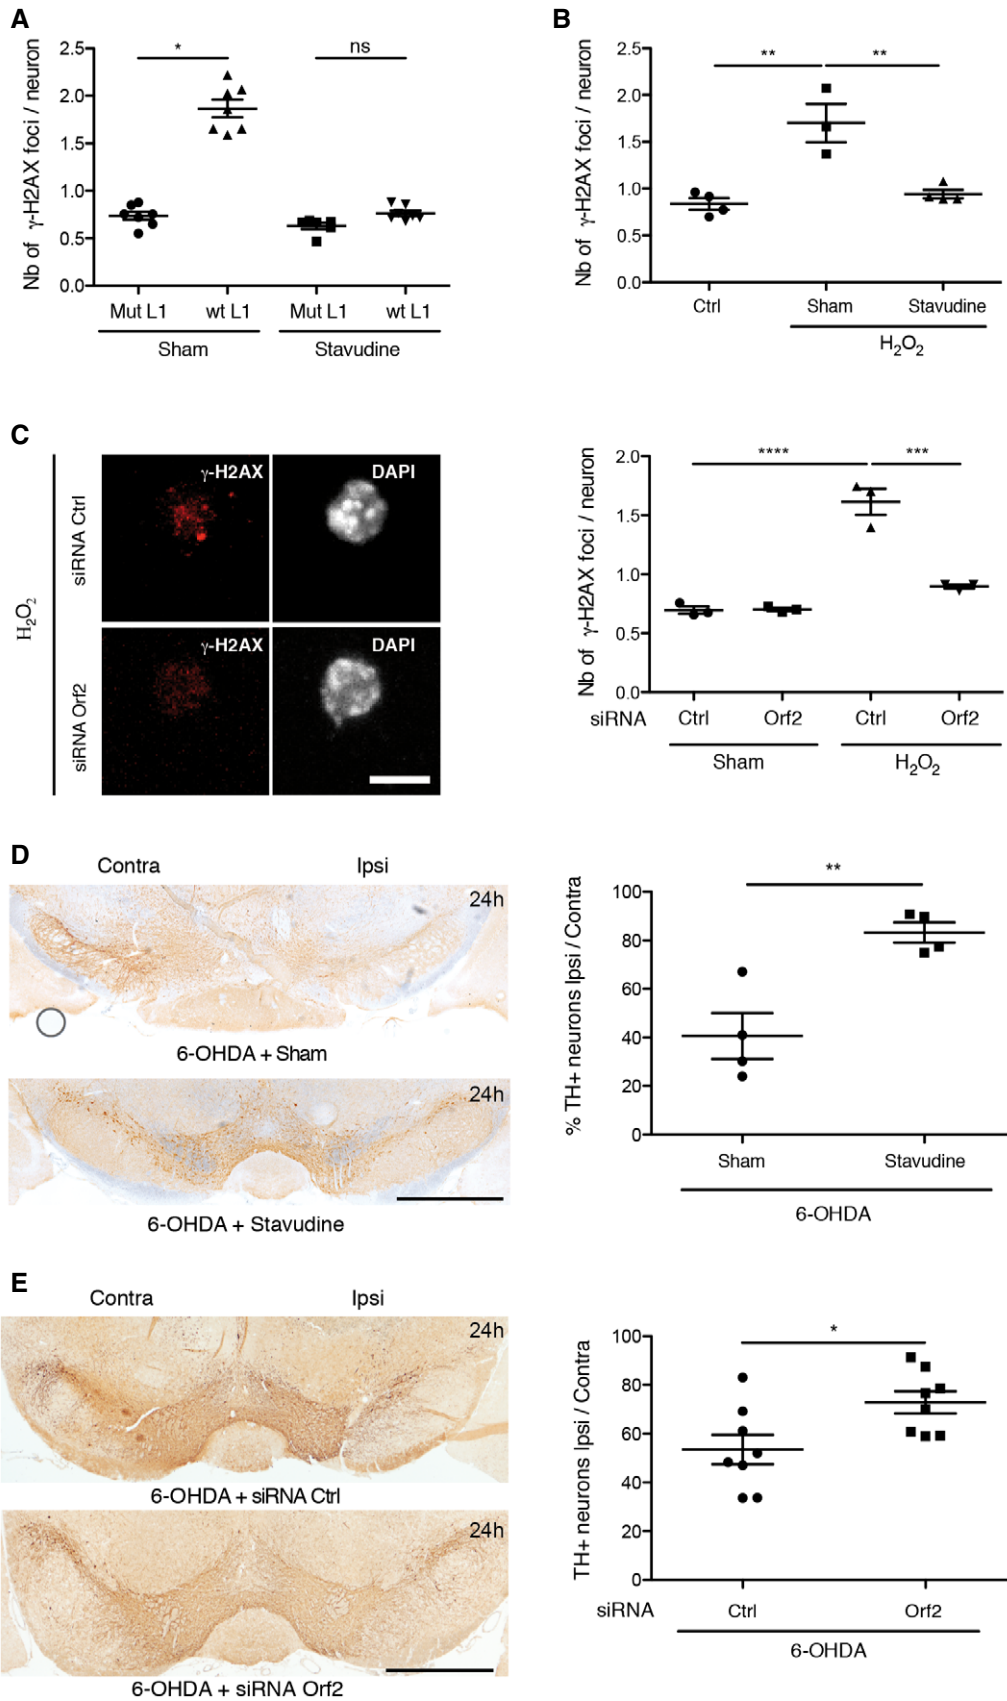 A
Nb of γ-H2AX foci / neuron
2.5
2.0
1.5
1.0
0.5
0.0
*
ns
Mut L1 wt L1 Mut L1 wt L1
Sham Stavudine
B
Nb of γ-H2AX foci / neuron
2.5
2.0
1.5
1.0
0.5
0.0
** **
Ctrl Sham Stavudine
H2O2
C
H2O2
siRNA Ctrl
γ-H2AX DAPI
siRNA Orf2
γ-H2AX DAPI
Nb of γ-H2AX foci / neuron
2.0
1.5
1.0
0.5
0.0
**** ***
siRNA Ctrl Orf2 Ctrl Orf2
Sham H2O2
D
Contra Ipsi
24h
6-OHDA + Sham
24h
6-OHDA + Stavudine
% TH+ neurons Ipsi / Contra
100
80
60
40
20
0
**
Sham Stavudine
6-OHDA
E
Contra Ipsi
24h
6-OHDA + siRNA Ctrl
24h
6-OHDA + siRNA Orf2
TH+ neurons Ipsi / Contra
100
80
60
40
20
0
*
siRNA Ctrl Orf2
6-OHDA